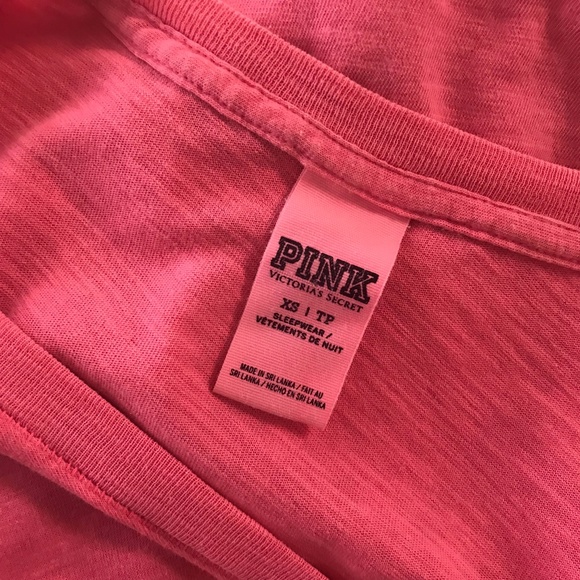 PINK
VICTORIA'S SECRET
XS | TP
SLEEPWEAR /
VÊTEMENTS DE NUIT
MADE IN SRI LANKA / FAIT AU
SRI LANKA / HECHO EN SRI LANKA